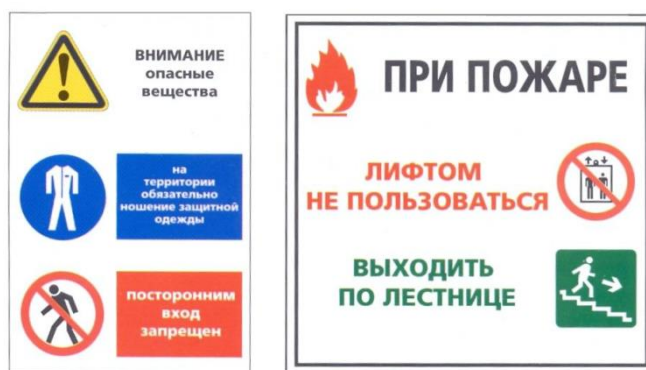 ВНИМАНИЕ
опасные
вещества
на
территории
обязательно
ношение защитной
одежды
посторонним
вход
запрещен
ПРИ ПОЖАРЕ
ЛИФТОМ
НЕ ПОЛЬЗОВАТЬСЯ
ВЫХОДИТЬ
ПО ЛЕСТНИЦЕ